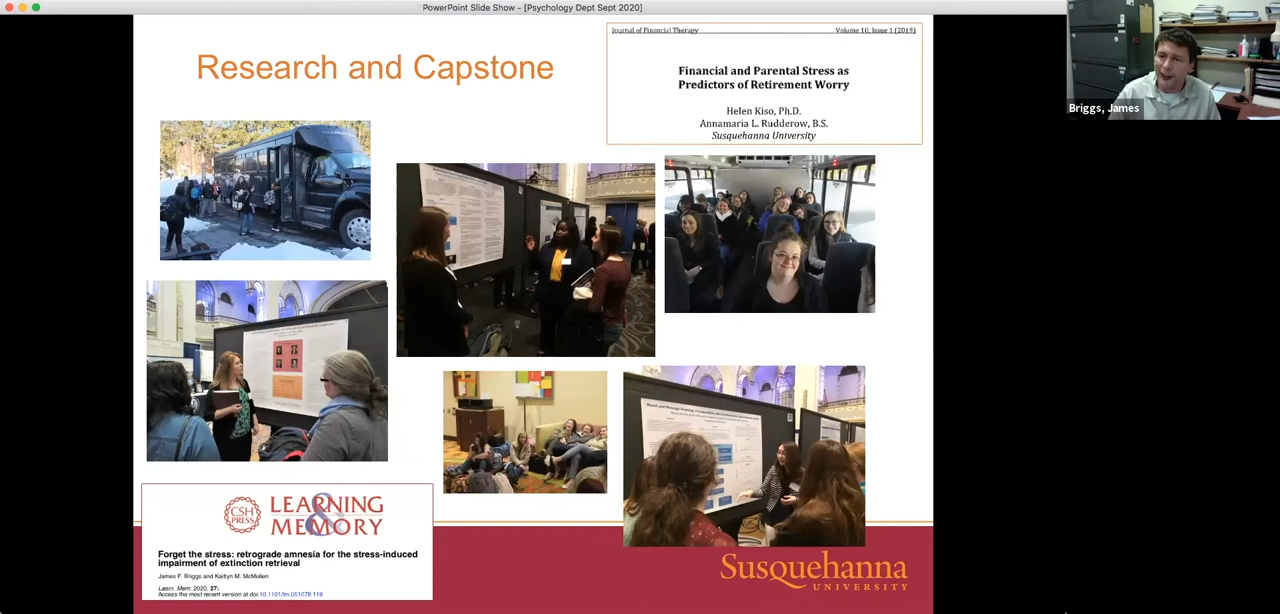 PowerPoint Slide Show - [Psychology Dept Sept 2020]
Research and Capstone
Journal of Financial Therapy Volume 10, Issue 1 (2019)
Financial and Parental Stress as
Predictors of Retirement Worry
Helen Kiso, Ph.D.
Annamaria L. Rudderow, B.S.
Susquehanna University
Briggs, James
CSH
PRESS
LEARNING
&
MEMORY
Forget the stress: retrograde amnesia for the stress-induced
impairment of extinction retrieval
James F. Briggs and Kaitlyn M. McMullen
Learn. Mem. 2020, 27:
Access the most recent version at doi:10.1101/lm.051078.119
Susquehanna
UNIVERSITY